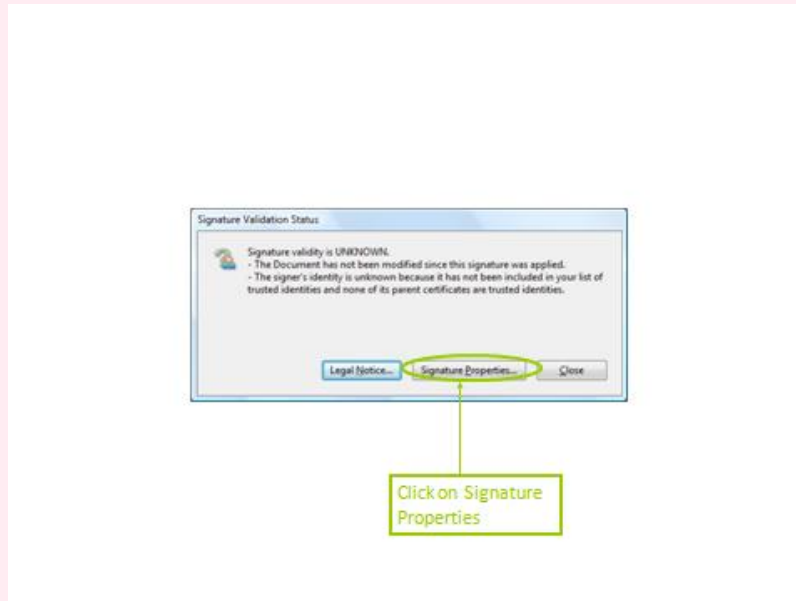 Signature Validation Status
Signature validity is UNKNOWN.
- The Document has not been modified since this signature was applied.
- The signer's identity is unknown because it has not been included in your list of
trusted identities and none of its parent certificates are trusted identities.
Legal Notice... Signature Properties... Close
Click on Signature
Properties